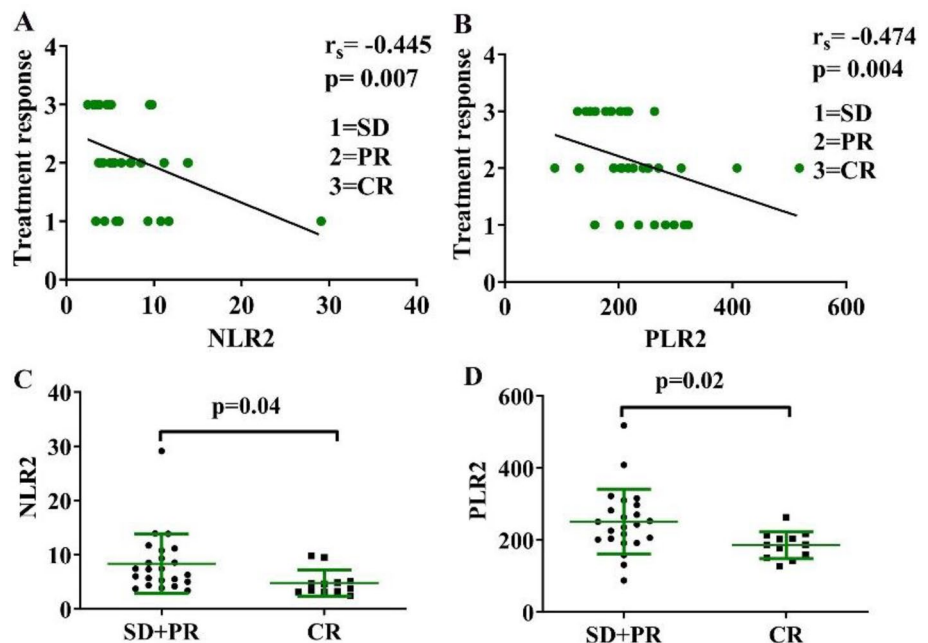 A
rs= -0.445
p= 0.007
1=SD
2=PR
3=CR
Treatment response
4
3
2
1
0
0 10 20 30 40
NLR2
B
rs= -0.474
p= 0.004
1=SD
2=PR
3=CR
Treatment response
4
3
2
1
0
0 200 400 600
PLR2
C
p=0.04
NLR2
40
30
20
10
0
SD+PR CR
D
p=0.02
PLR2
600
400
200
0
SD+PR CR